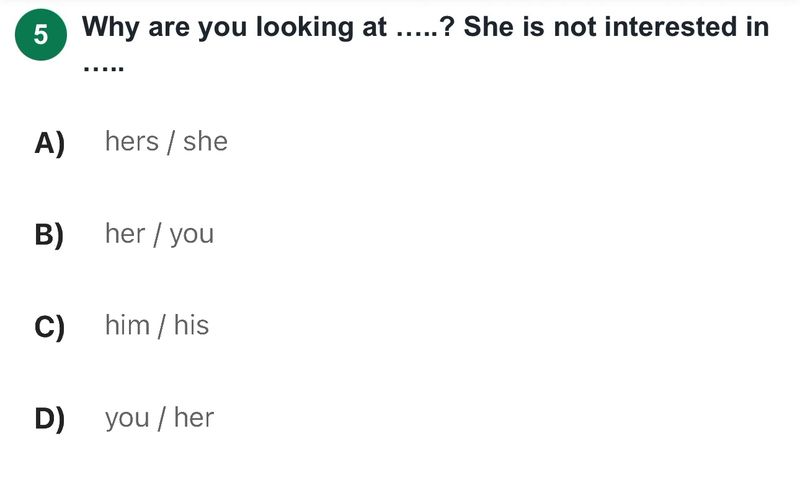 5 Why are you looking at …..? She is not interested in
…..
A) hers / she
B) her / you
C) him / his
D) you / her